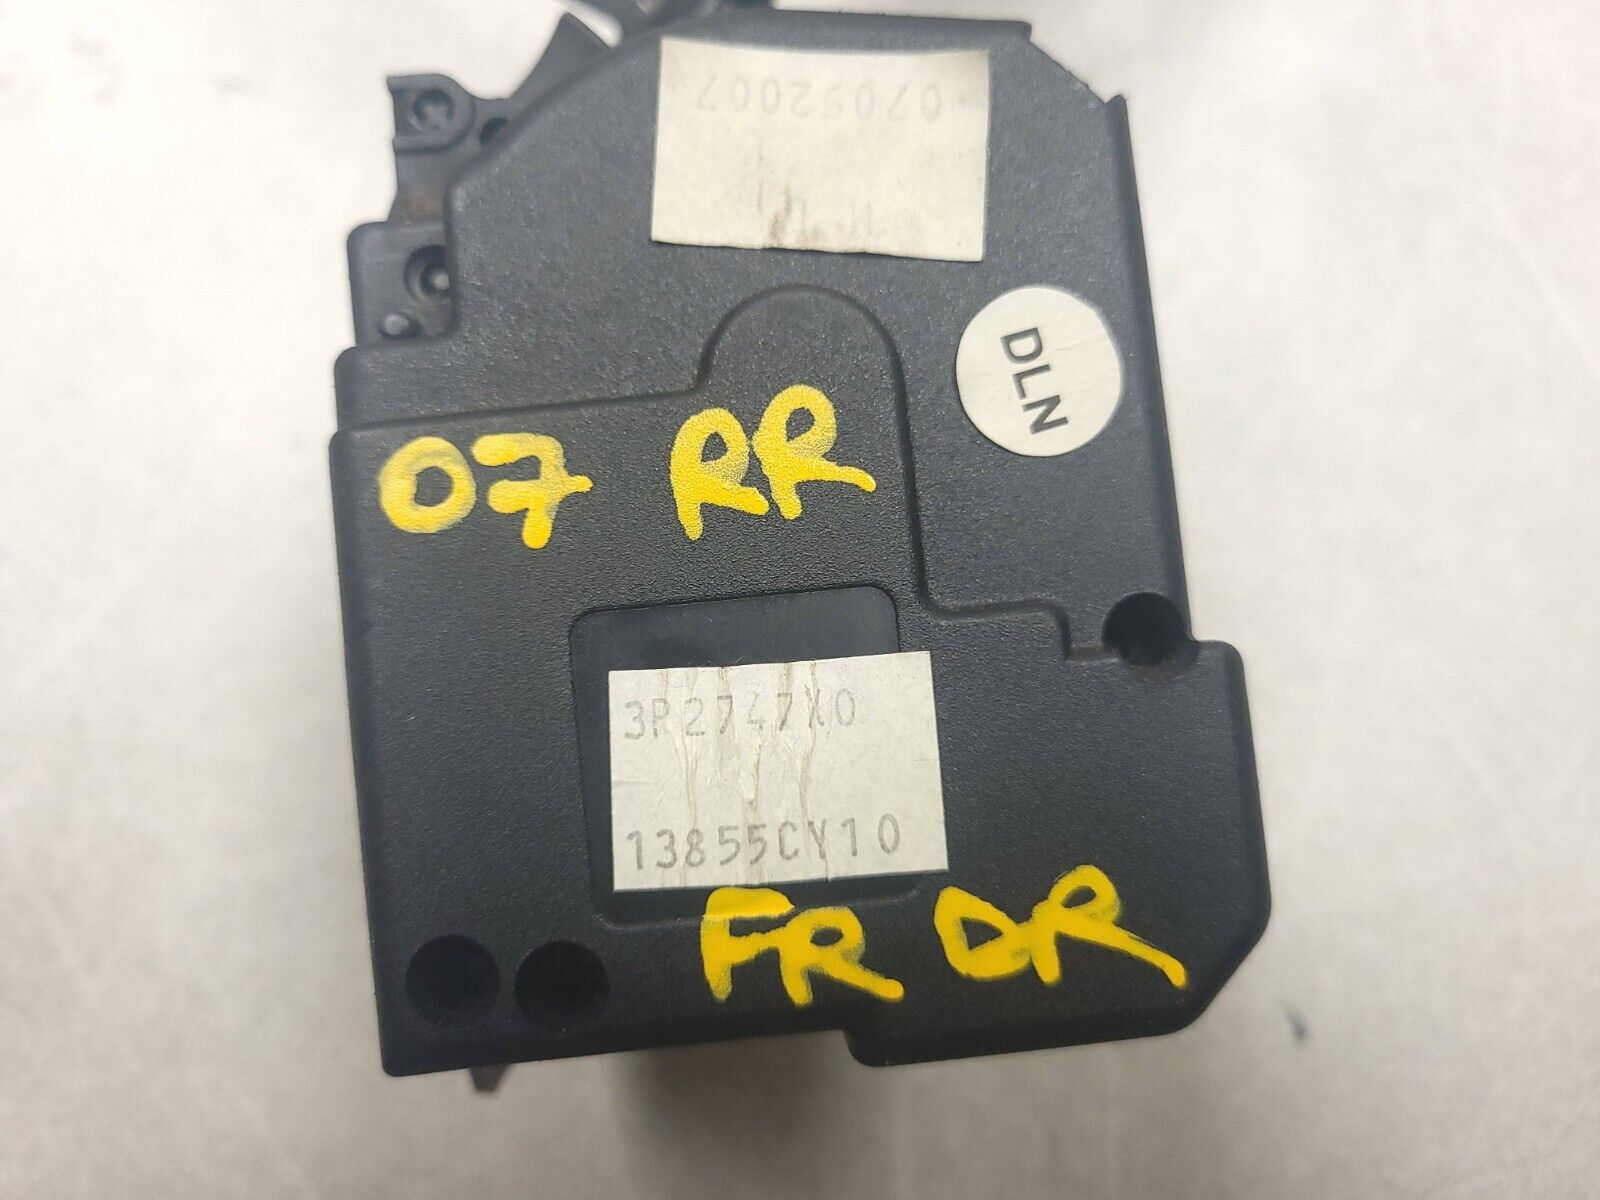 07052007
DLN
07 RR
3P2747X0
13855CY10
FR DR